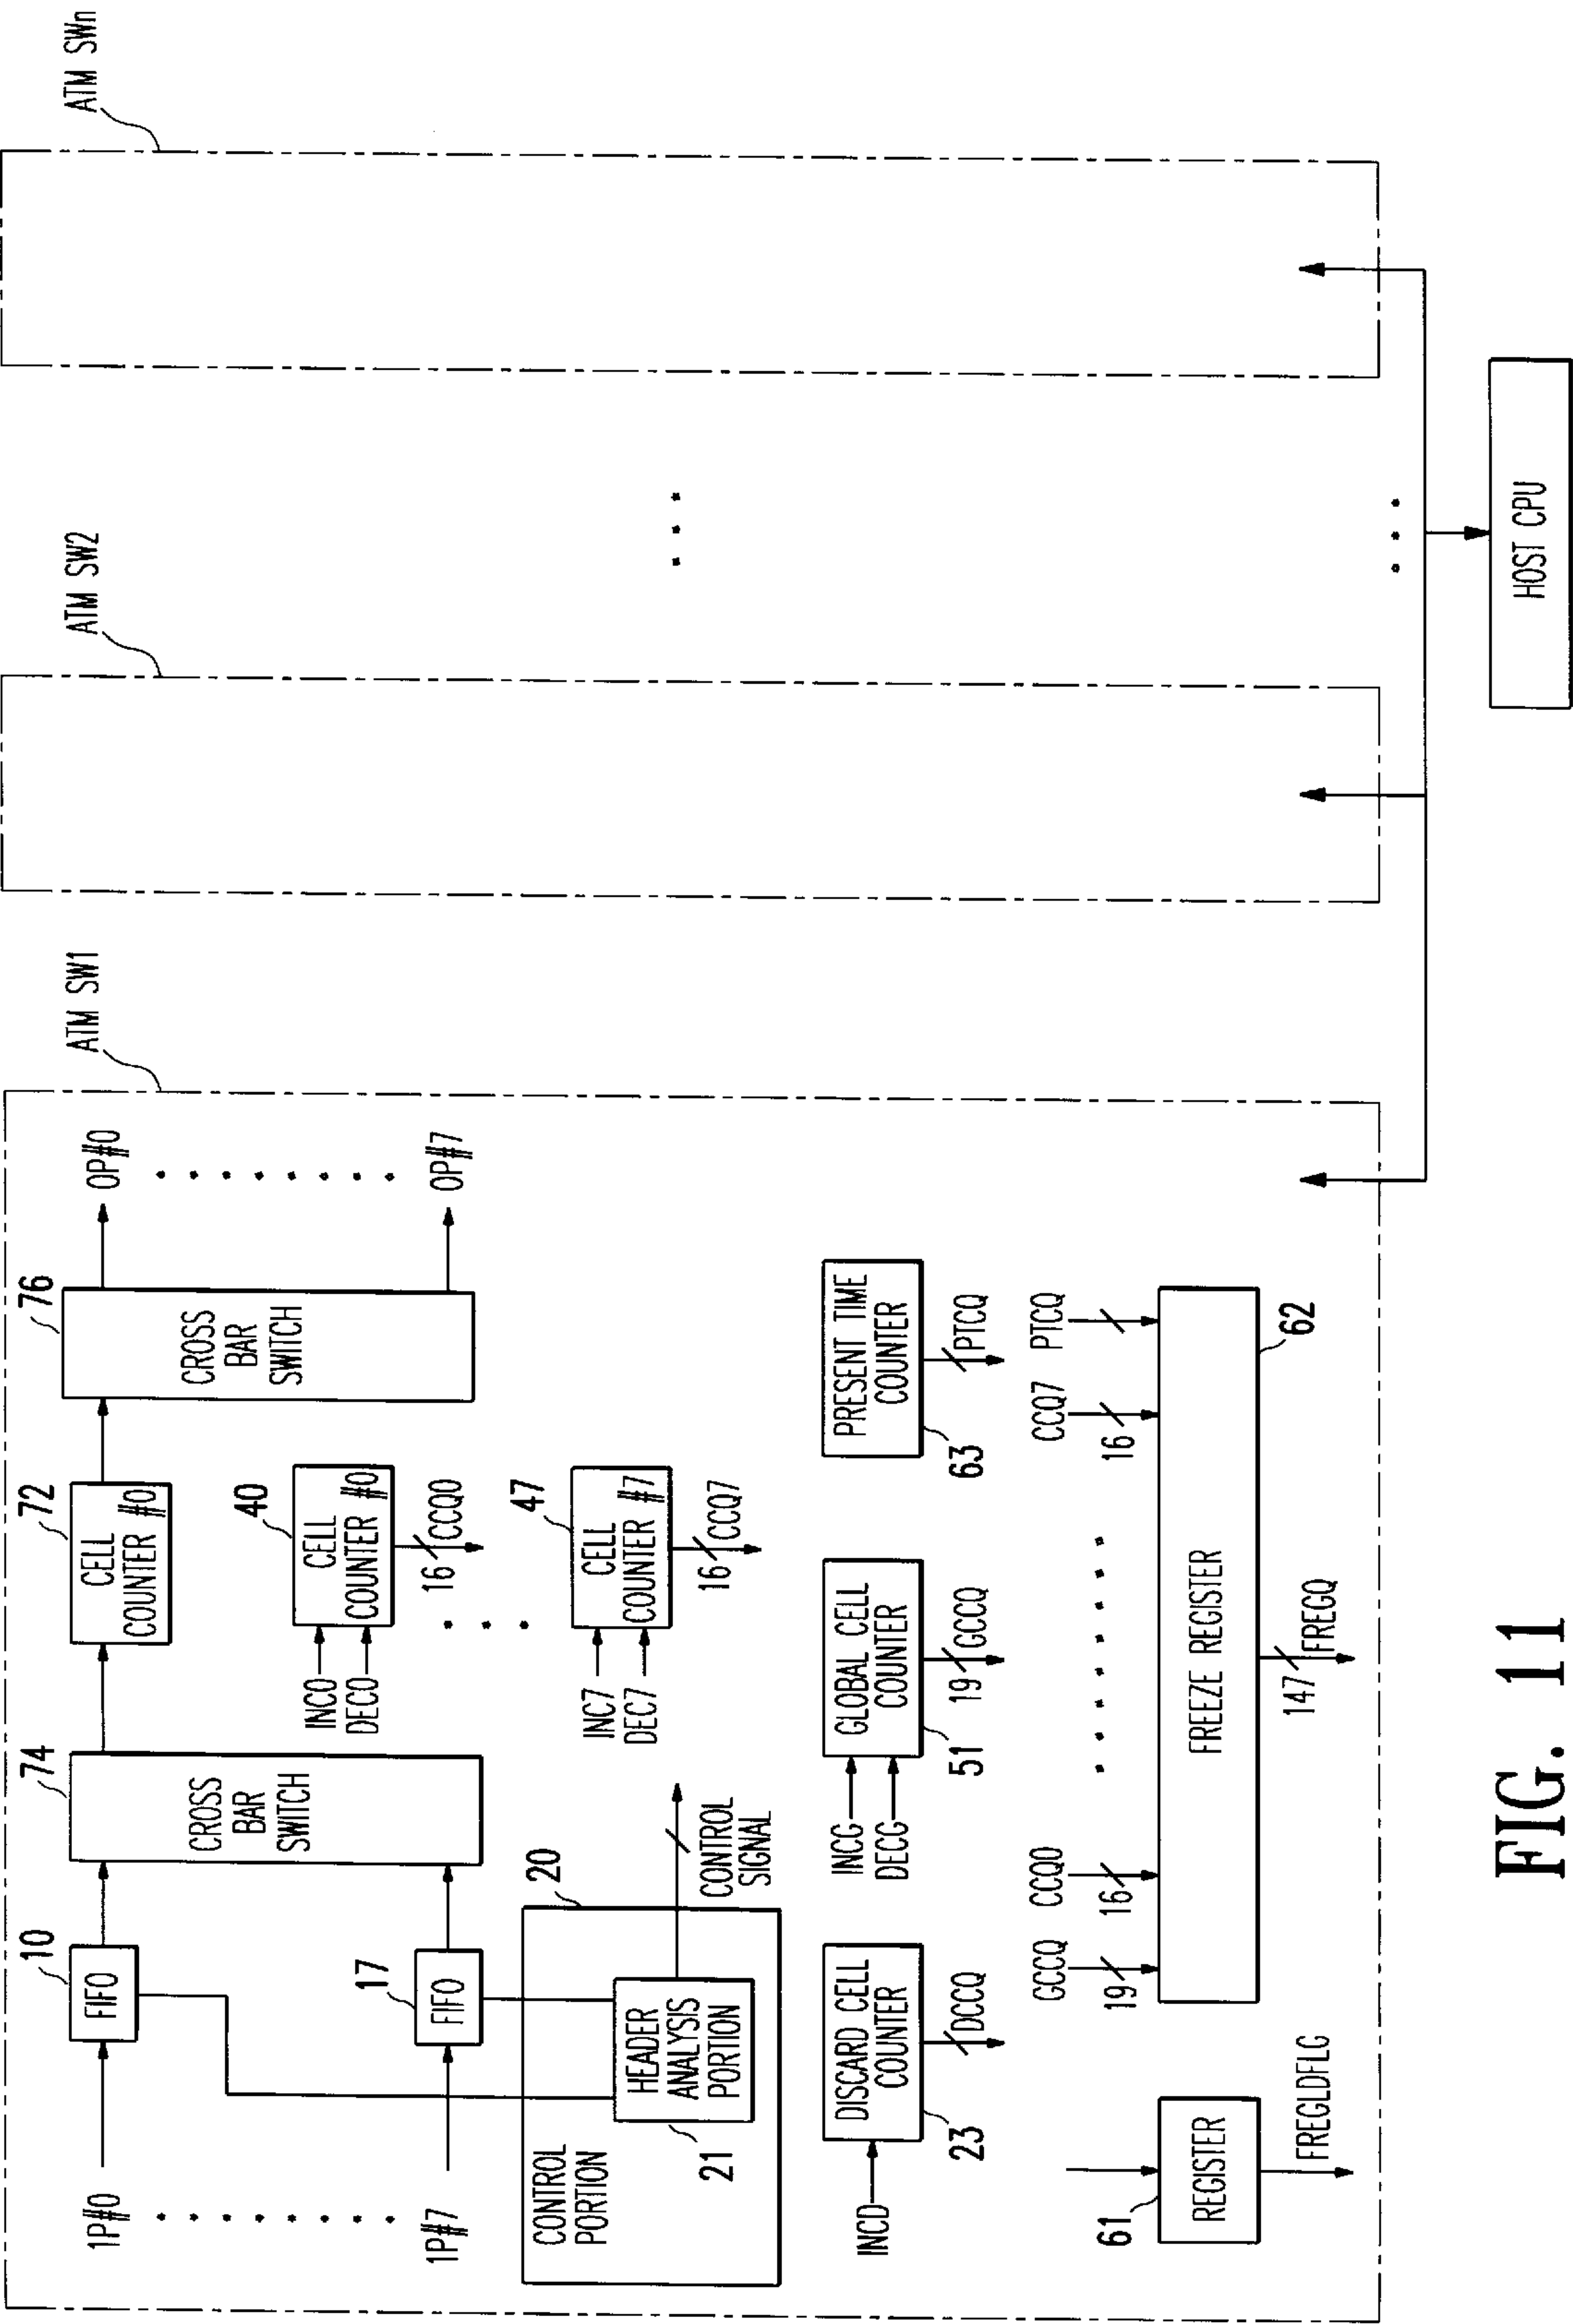 ATM SW1
ATM SW2
ATM SWn
1P#0
10
FIFO
74
CROSS
BAR
SWITCH
72
CELL
COUNTER #0
76
CROSS
BAR
SWITCH
OP#0
1P#7
17
FIFO
OP#7
INC0
DEC0
40
CELL
COUNTER #0
16
CCQ0
INC7
DEC7
47
CELL
COUNTER #7
16
CCQ7
CONTROL
PORTION
20
HEADER
ANALYSIS
PORTION
21
CONTROL
SIGNAL
INCD
DISCARD CELL
COUNTER
23
DCCQ
INCG
DECG
GLOBAL CELL
COUNTER
51
19
GCCQ
PRESENT TIME
COUNTER
63
PTCQ
GCCQ
19
CCQ0
16
CCQ7
16
PTCQ
61
REGISTER
FREGLDFLG
FREEZE REGISTER
62
147
FREGQ
HOST CPU
FIG. 11